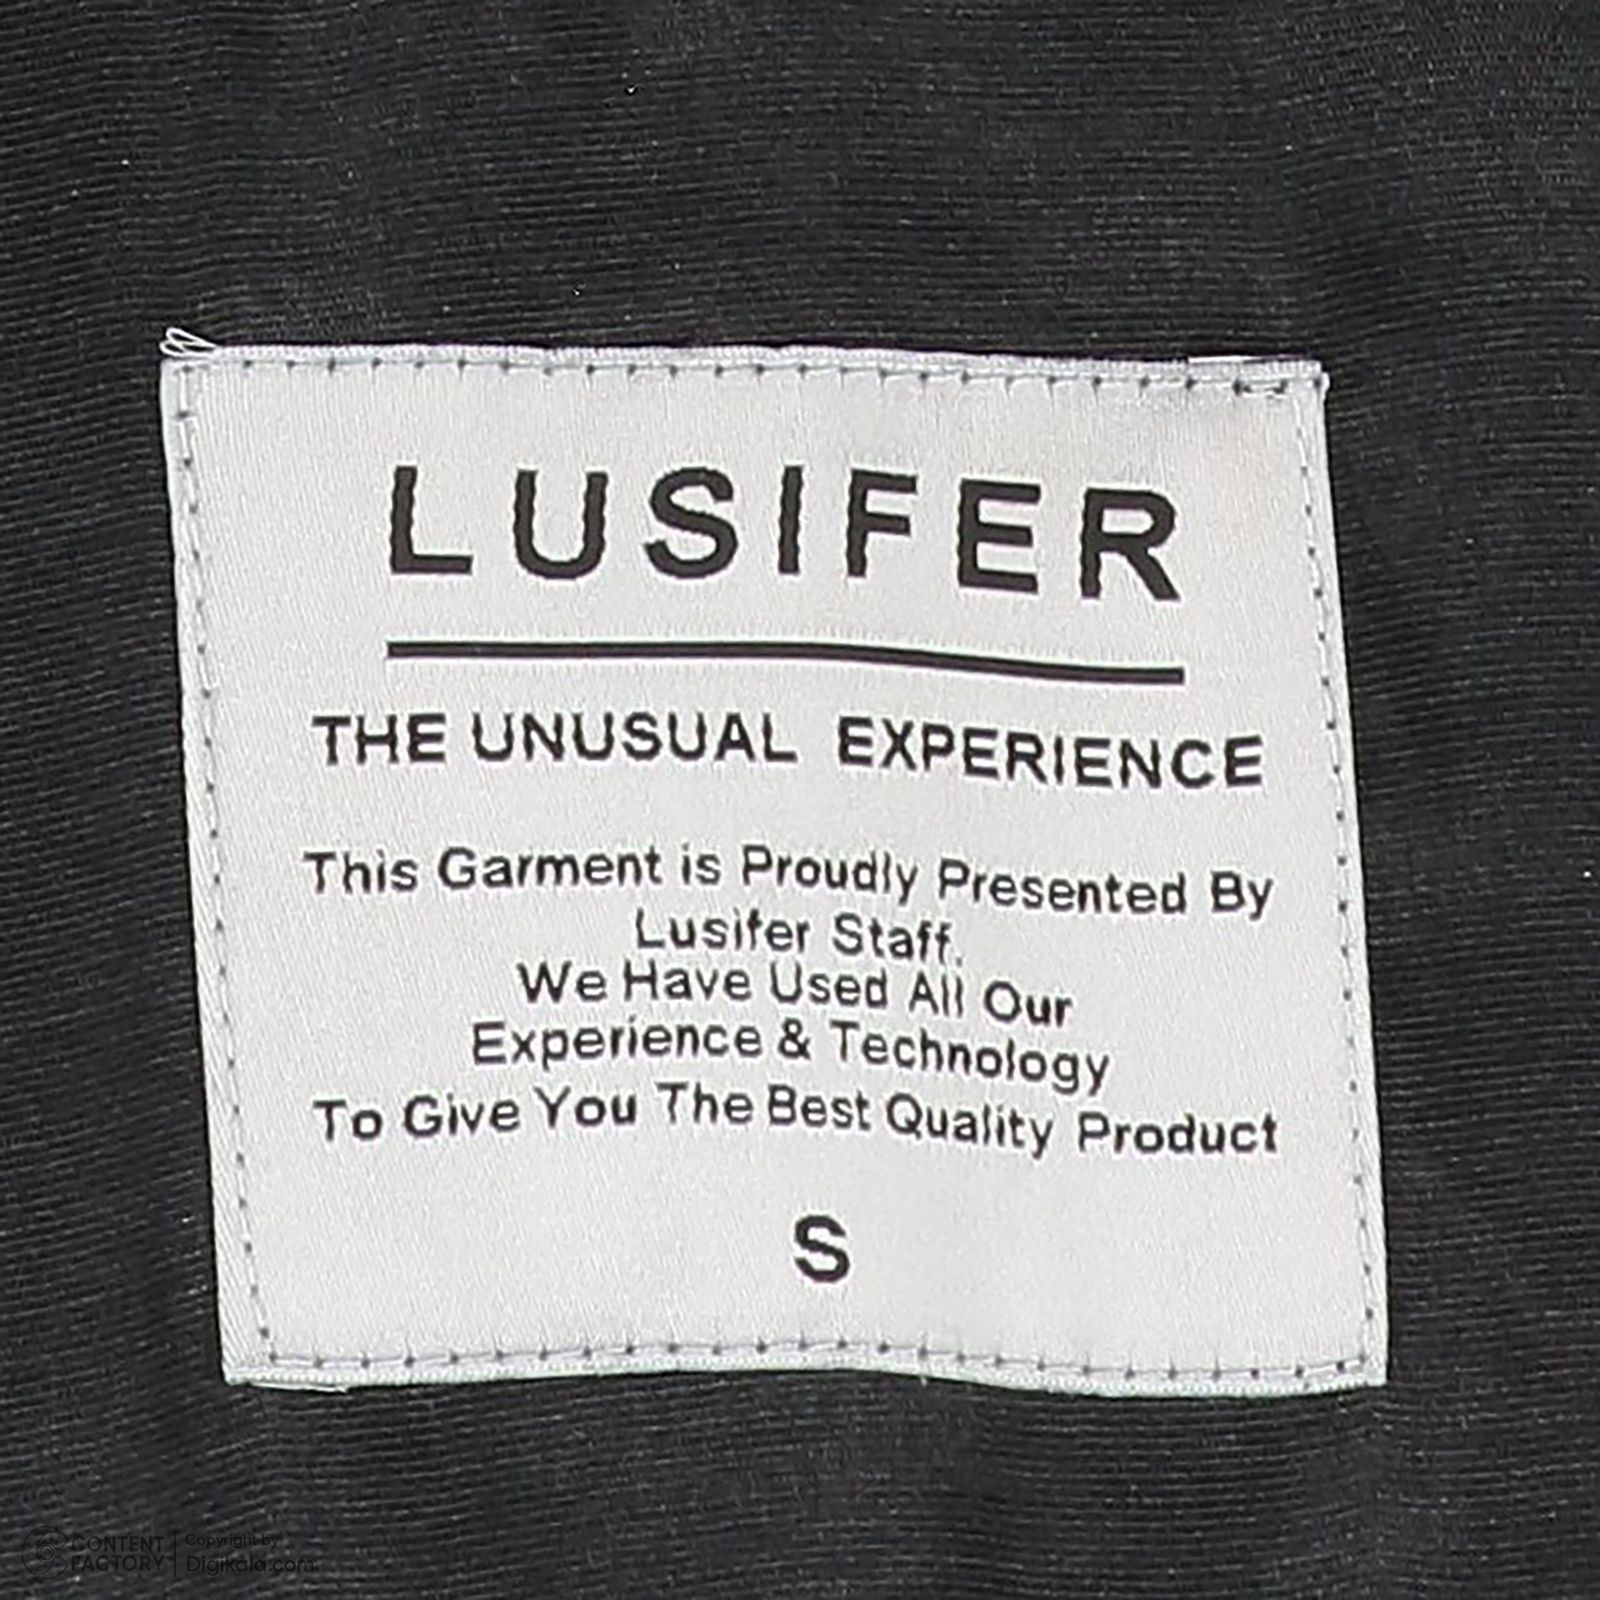 LUSIFER
THE UNUSUAL EXPERIENCE
This Garment is Proudly Presented By
Lusifer Staff.
We Have Used All Our
Experience & Technology
To Give You The Best Quality Product
S
CONTENT FACTORY
Copyright by
Digikala.com